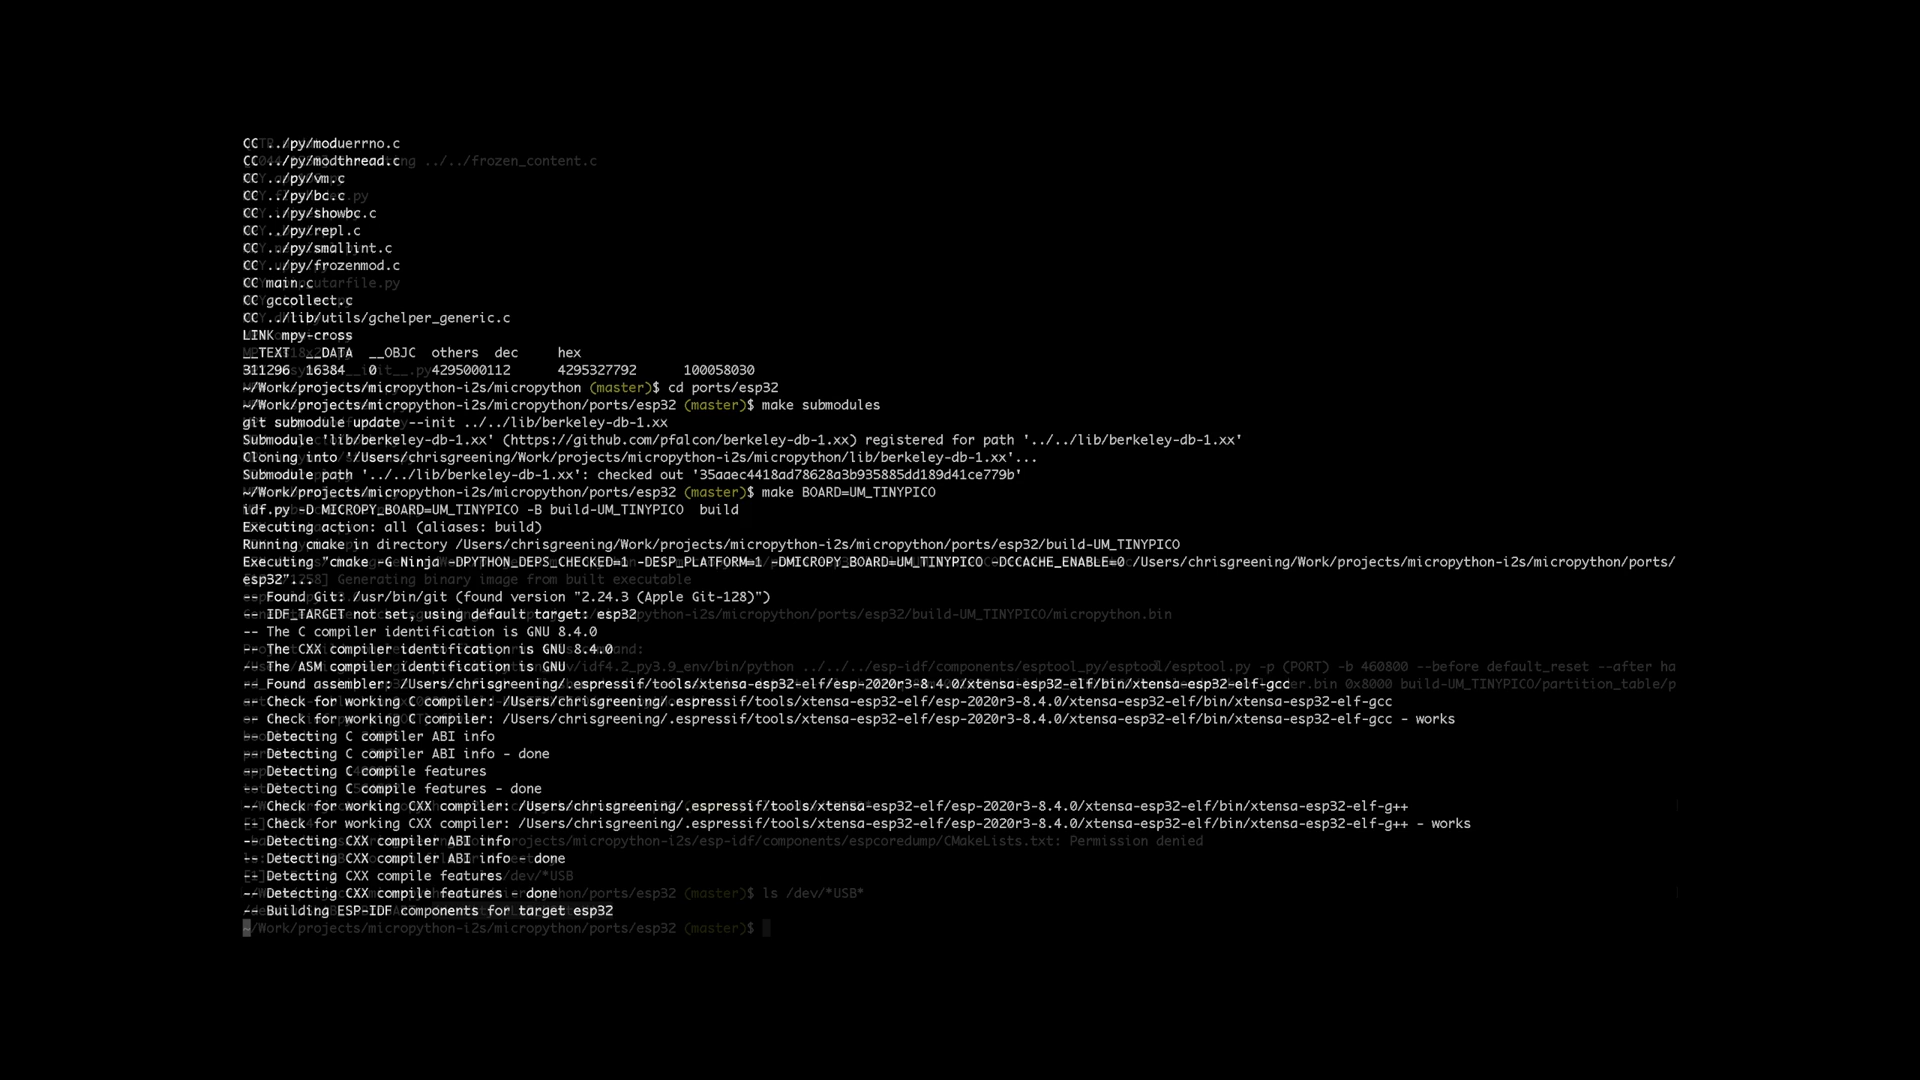 CC ../py/moduerrno.c
CC ../py/modthread.c
CC ../py/vm.c
CC ../py/bc.c
CC ../py/showbc.c
CC ../py/repl.c
CC ../py/smallint.c
CC ../py/frozenmod.c
CC main.c
CC gccollect.c
CC ../lib/utils/gchelper_generic.c
LINK mpy-cross
__TEXT __DATA __OBJC others dec hex
311296 16384 0 4295000112 4295327792 100058030
~/Work/projects/micropython-i2s/micropython (master)$ cd ports/esp32
~/Work/projects/micropython-i2s/micropython/ports/esp32 (master)$ make submodules
git submodule update --init ../../lib/berkeley-db-1.xx
Submodule 'lib/berkeley-db-1.xx' (https://github.com/pfalcon/berkeley-db-1.xx) registered for path '../../lib/berkeley-db-1.xx'
Cloning into '/Users/chrisgreening/Work/projects/micropython-i2s/micropython/lib/berkeley-db-1.xx'...
Submodule path '../../lib/berkeley-db-1.xx': checked out '35aaec4418ad78628a3b935885dd189d41ce779b'
~/Work/projects/micropython-i2s/micropython/ports/esp32 (master)$ make BOARD=UM_TINYPICO
idf.py -D MICROPY_BOARD=UM_TINYPICO -B build-UM_TINYPICO build
Executing action: all (aliases: build)
Running cmake in directory /Users/chrisgreening/Work/projects/micropython-i2s/micropython/ports/esp32/build-UM_TINYPICO
Executing "cmake -G Ninja -DPYTHON_DEPS_CHECKED=1 -DESP_PLATFORM=1 -DMICROPY_BOARD=UM_TINYPICO -DCCACHE_ENABLE=0 /Users/chrisgreening/Work/projects/micropython-i2s/micropython/ports/
esp32"...
Generating binary image from built executable
-- Found Git: /usr/bin/git (found version "2.24.3 (Apple Git-128)")
-- IDF_TARGET not set, using default target: esp32
-- The C compiler identification is GNU 8.4.0
-- The CXX compiler identification is GNU 8.4.0
-- The ASM compiler identification is GNU
-- Found assembler: /Users/chrisgreening/.espressif/tools/xtensa-esp32-elf/esp-2020r3-8.4.0/xtensa-esp32-elf/bin/xtensa-esp32-elf-gcc
-- Check for working C compiler: /Users/chrisgreening/.espressif/tools/xtensa-esp32-elf/esp-2020r3-8.4.0/xtensa-esp32-elf/bin/xtensa-esp32-elf-gcc
-- Check for working C compiler: /Users/chrisgreening/.espressif/tools/xtensa-esp32-elf/esp-2020r3-8.4.0/xtensa-esp32-elf/bin/xtensa-esp32-elf-gcc - works
-- Detecting C compiler ABI info
-- Detecting C compiler ABI info - done
-- Detecting C compile features
-- Detecting C compile features - done
-- Check for working CXX compiler: /Users/chrisgreening/.espressif/tools/xtensa-esp32-elf/esp-2020r3-8.4.0/xtensa-esp32-elf/bin/xtensa-esp32-elf-g++
-- Check for working CXX compiler: /Users/chrisgreening/.espressif/tools/xtensa-esp32-elf/esp-2020r3-8.4.0/xtensa-esp32-elf/bin/xtensa-esp32-elf-g++ - works
-- Detecting CXX compiler ABI info
-- Detecting CXX compiler ABI info - done
-- Detecting CXX compile features
-- Detecting CXX compile features - done
-- Building ESP-IDF components for target esp32
~/Work/projects/micropython-i2s/micropython/ports/esp32 (master)$